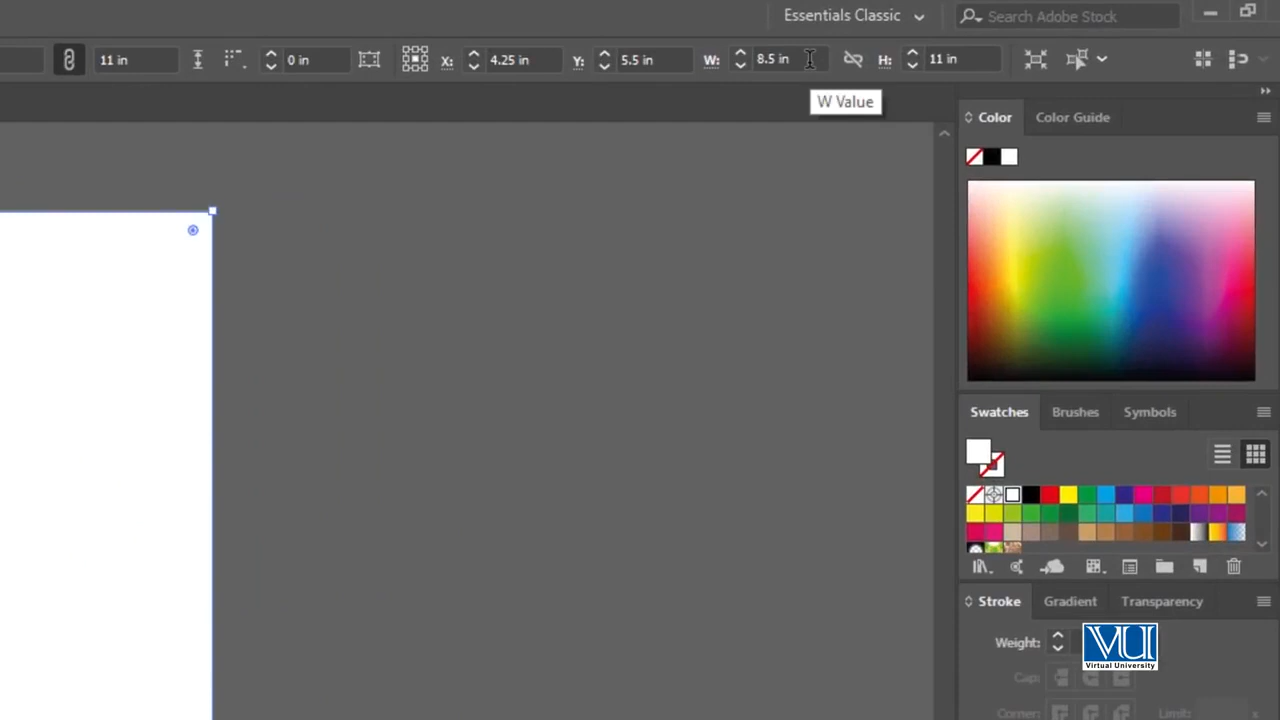 Essentials Classic
Search Adobe Stock
11 in
0 in
X: 4.25 in
Y: 5.5 in
W: 8.5 in
H: 11 in
W Value
Color
Color Guide
Swatches
Brushes
Symbols
Stroke
Gradient
Transparency
Weight:
VU
Virtual University
Cap:
Corner:
Limit:
x